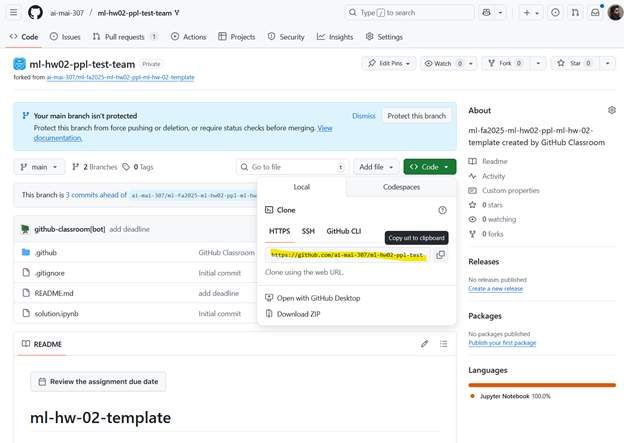 ai-mai-307 / ml-hw02-ppl-test-team
Type / to search
Code Issues Pull requests 1 Actions Projects Security Insights Settings
ml-hw02-ppl-test-team Private
Edit Pins Watch 0 Fork 0 Star 0
forked from ai-mai-307/ml-fa2025-ml-hw02-ppl-ml-hw-02-template
Your main branch isn't protected
Dismiss Protect this branch
Protect this branch from force pushing or deletion, or require status checks before merging. View
documentation.
main 2 Branches 0 Tags Go to file t Add file Code
This branch is 3 commits ahead of ai-mai-307/ml-fa2025-ml-hw02-ppl-ml-hw
github-classroom[bot] add deadline
.github GitHub Classroom
.gitignore Initial commit
README.md add deadline
solution.ipynb Initial commit
Local Codespaces
Clone
HTTPS SSH GitHub CLI
Copy url to clipboard
https://github.com/ai-mai-307/ml-hw02-ppl-test
Clone using the web URL.
Open with GitHub Desktop
Download ZIP
README
Review the assignment due date
ml-hw-02-template
About
ml-fa2025-ml-hw02-ppl-ml-hw-02-
template created by GitHub Classroom
Readme
Activity
Custom properties
0 stars
0 watching
0 forks
Releases
No releases published
Create a new release
Packages
No packages published
Publish your first package
Languages
Jupyter Notebook 100.0%